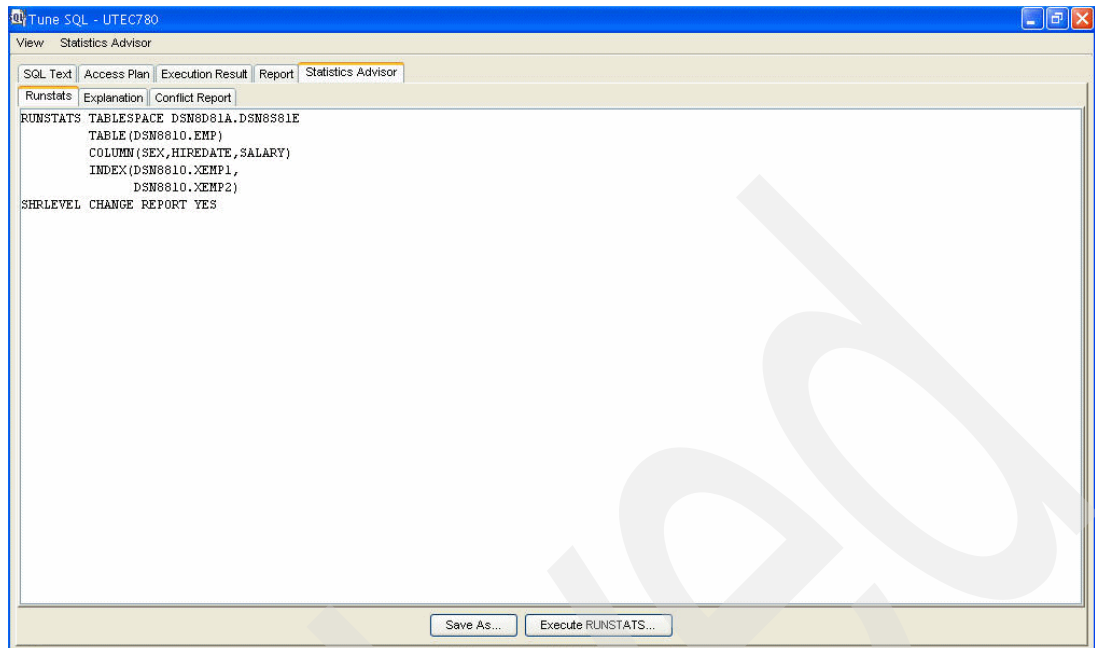 Tune SQL - UTEC780
View Statistics Advisor
SQL Text Access Plan Execution Result Report Statistics Advisor
Runstats Explanation Conflict Report
RUNSTATS TABLESPACE DSN8D81A.DSN8S81E
TABLE(DSN8810.EMP)
COLUMN(SEX,HIREDATE,SALARY)
INDEX(DSN8810.XEMP1,
DSN8810.XEMP2)
SHRLEVEL CHANGE REPORT YES
Save As... Execute RUNSTATS...